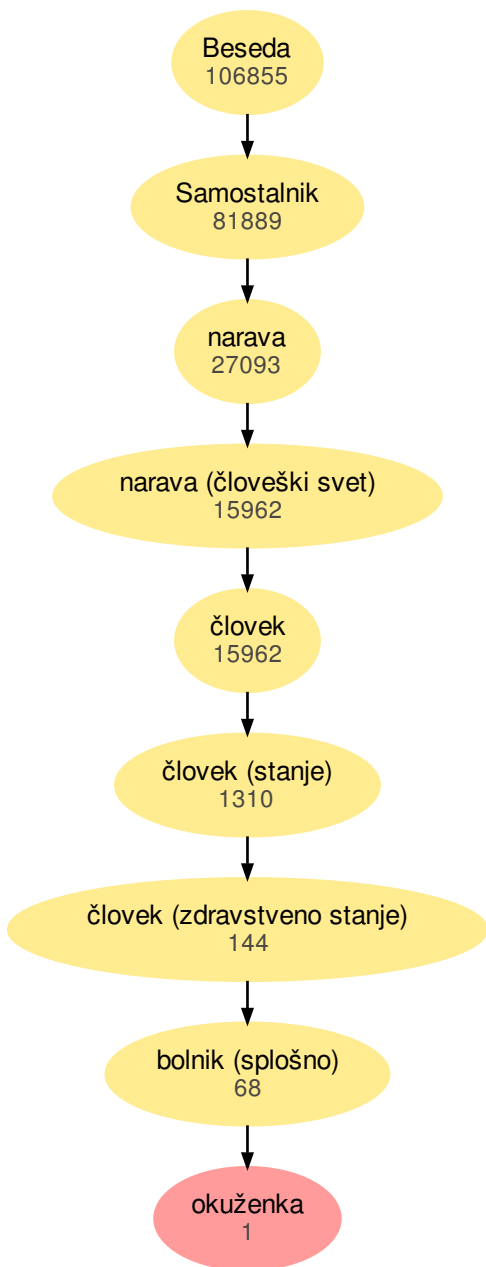 Beseda
106855
Samostalnik
81889
narava
27093
narava (človeški svet)
15962
človek
15962
človek (stanje)
1310
človek (zdravstveno stanje)
144
bolnik (splošno)
68
okuženka
1